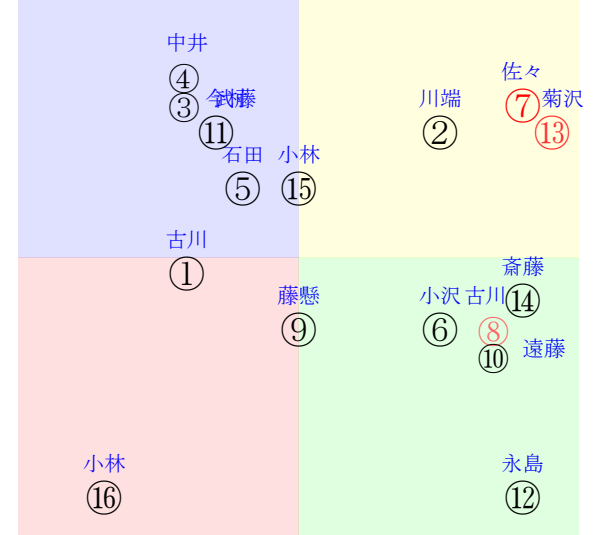 中井
佐々
④
③
武藤
川端
⑦
菊沢
⑪
②
⑬
石田
小林
⑤
⑮
古川
①
斎藤
藤懸
小沢
古川
⑭
⑨
⑥
⑧
⑩
遠藤
小林
永島
⑯
⑫